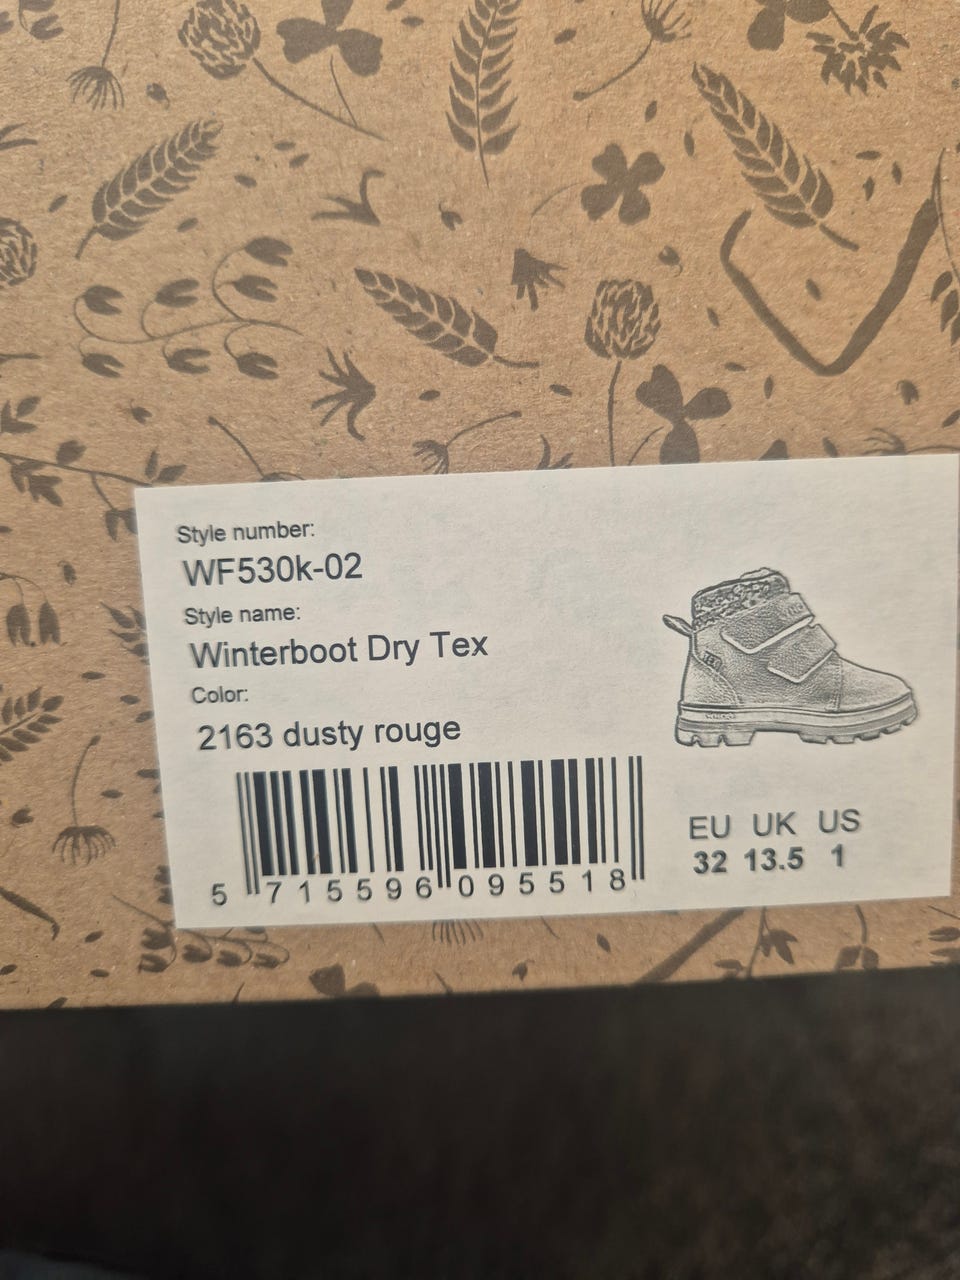 Style number:
WF530k-02
Style name:
Winterboot Dry Tex
Color:
2163 dusty rouge
5 715596 095518
EU UK US
32 13.5 1